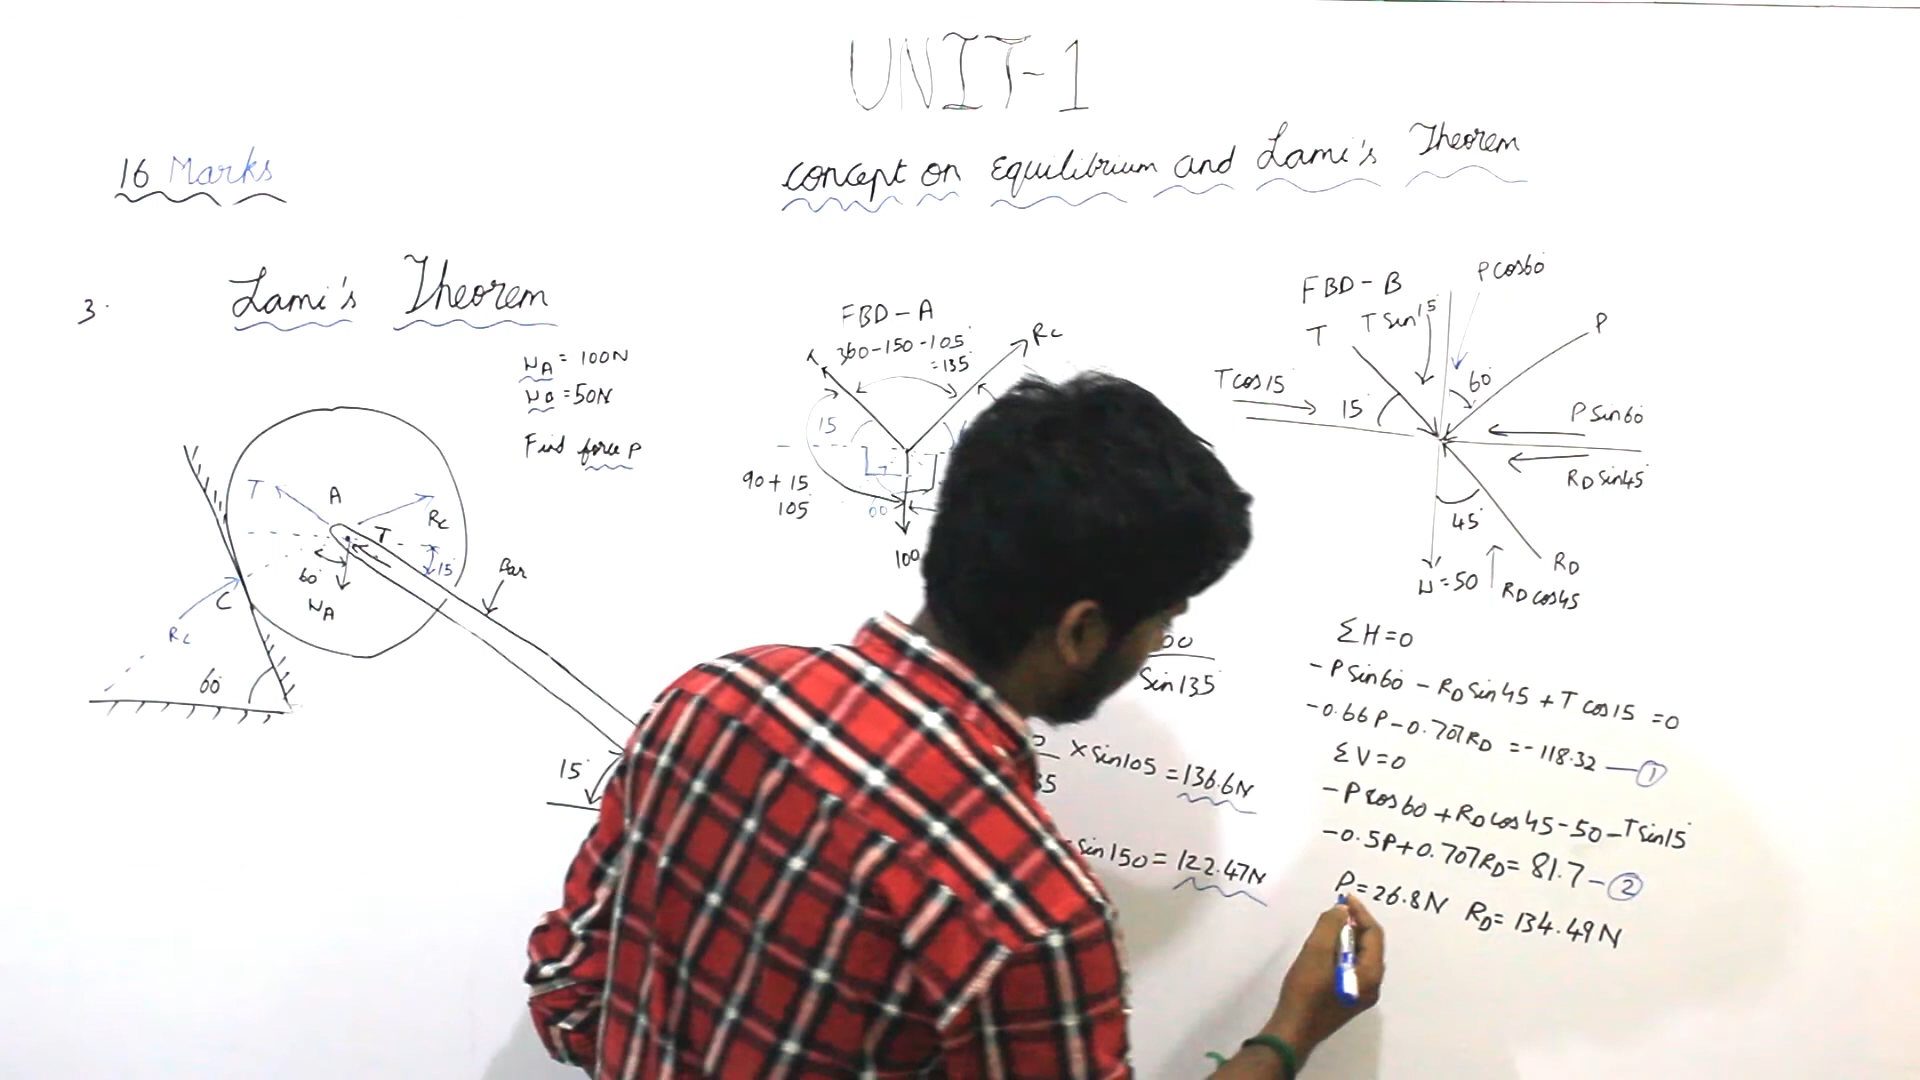 UNIT-1
16 Marks
concept on Equilibrium and Lami's Theorem
3.
Lami's Theorem
WA = 100N
WB = 50N
Find force P
T
A
RC
T
60°
WA
15°
Bar
C
RC
60°
15°
FBD-A
360-150-105°
=135°
RC
15
90+15
105
60
100
FBD-B
P cos60°
T
T sin15°
P
T cos15°
15°
60°
P sin60
RD sin45
45°
RD
W=50
RD cos45
Sin135
× sin105 = 136.6N
sin150 = 122.47N
ΣH=0
-P sin60 - RD sin45 + T cos15 = 0
-0.66P-0.707RD = -118.32 — 1
ΣV=0
-P cos60 + RD cos45-50-T sin15
-0.5P+0.707RD = 81.7 — 2
P=26.8N RD = 134.49N